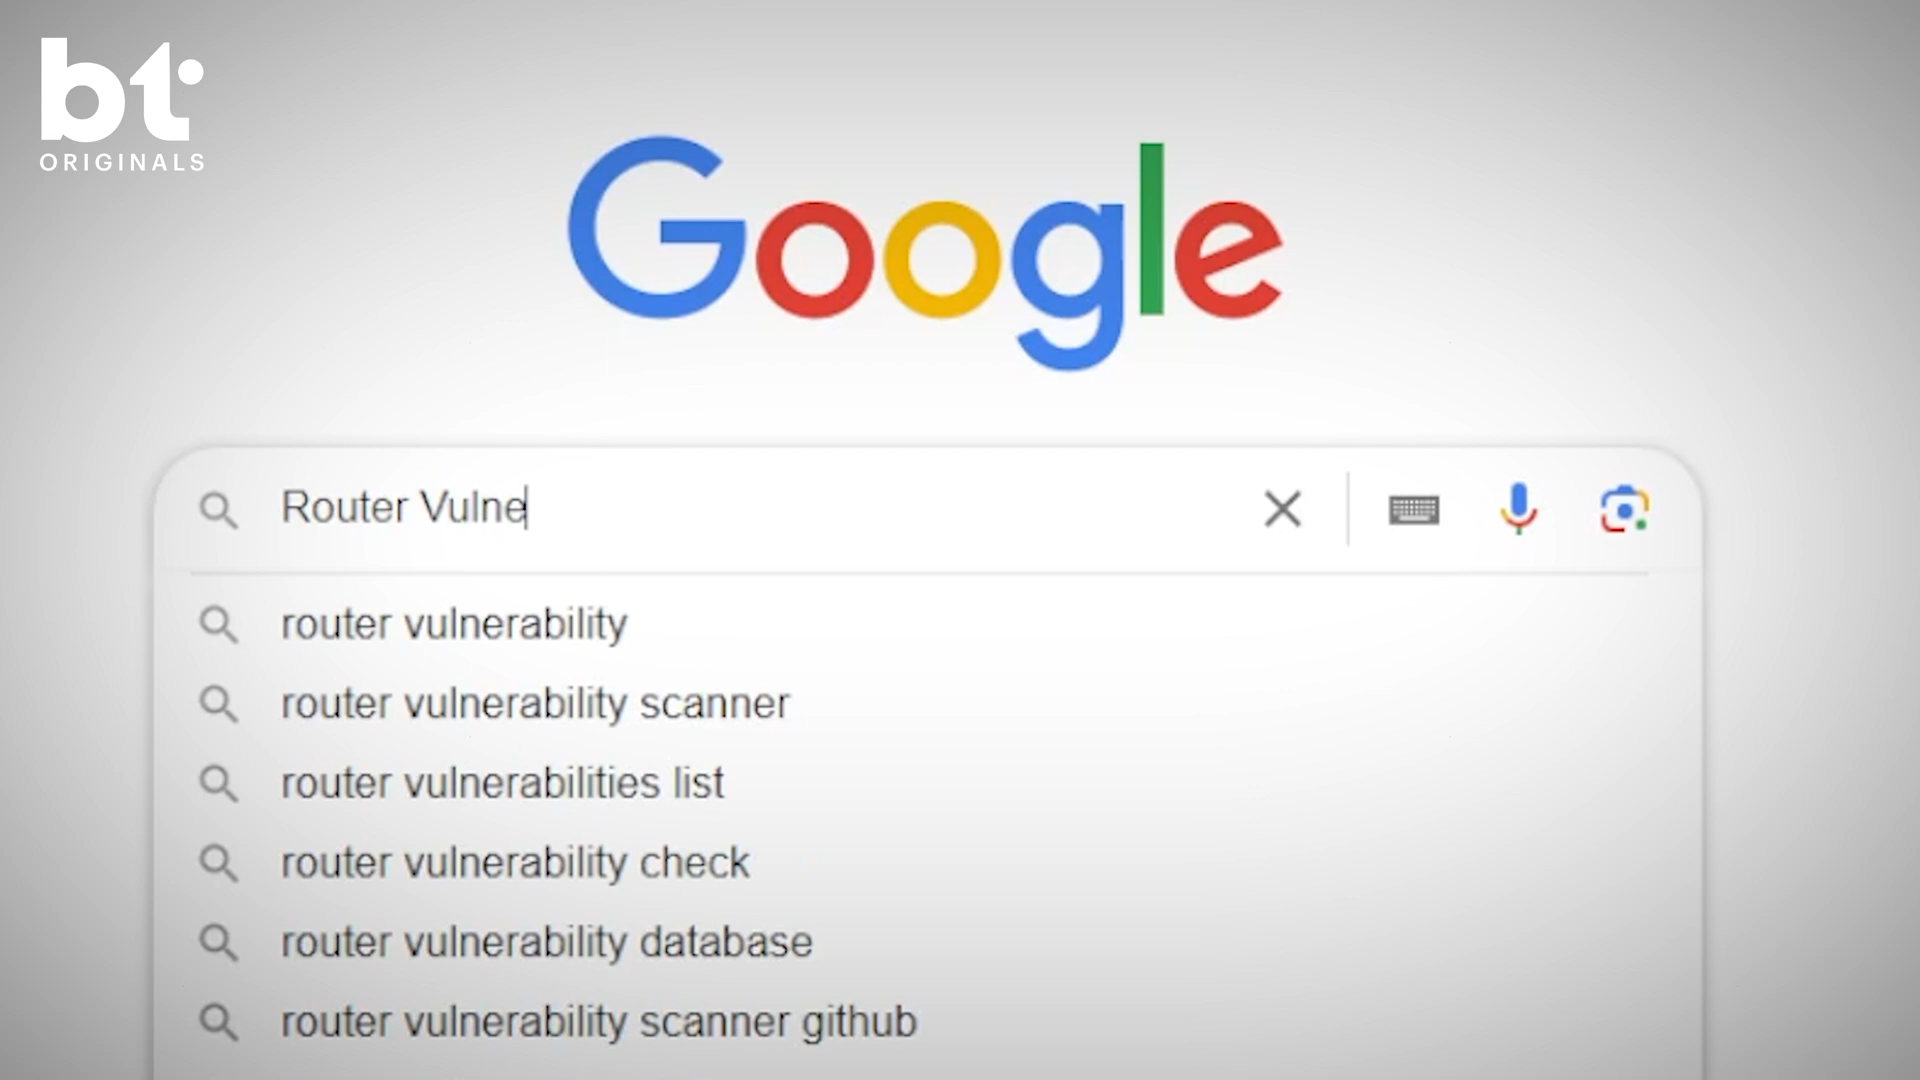 bt
ORIGINALS
Google
Router Vulne
router vulnerability
router vulnerability scanner
router vulnerabilities list
router vulnerability check
router vulnerability database
router vulnerability scanner github